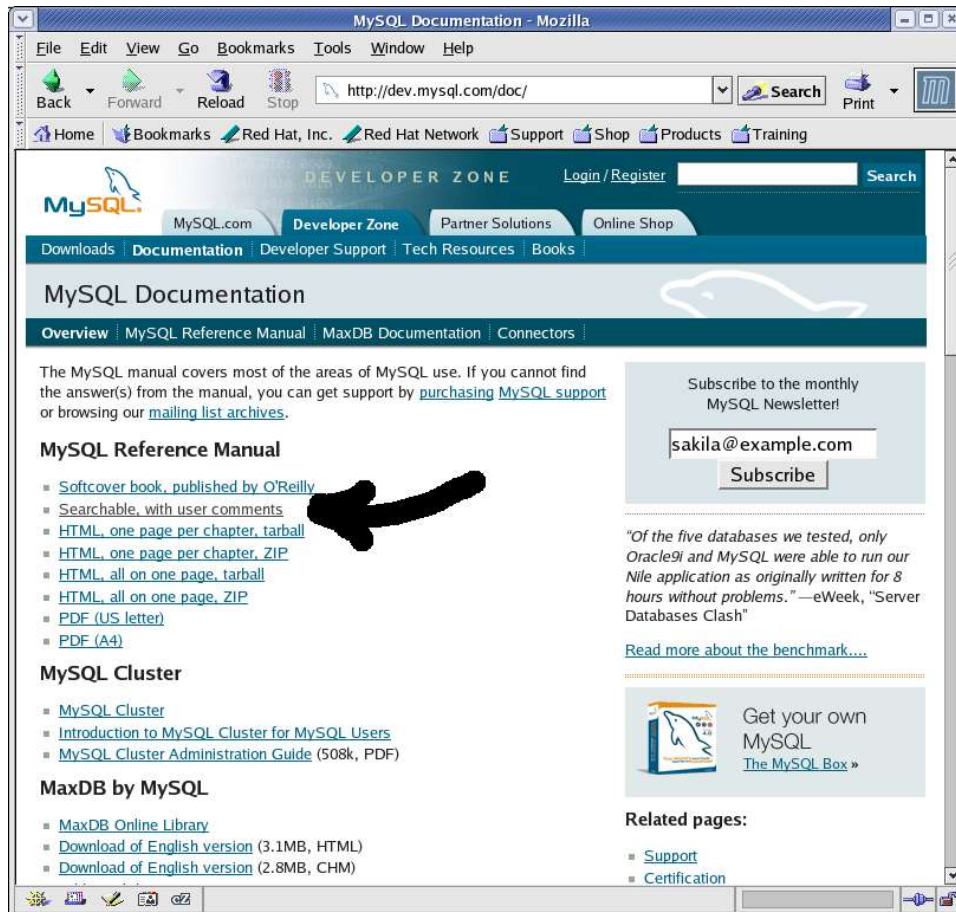 MySQL Documentation - Mozilla
File Edit View Go Bookmarks Tools Window Help
Back Forward Reload Stop http://dev.mysql.com/doc/ Search Print
Home Bookmarks Red Hat, Inc. Red Hat Network Support Shop Products Training
DEVELOPER ZONE Login / Register Search
MySQL.
MySQL.com Developer Zone Partner Solutions Online Shop
Downloads Documentation Developer Support Tech Resources Books
MySQL Documentation
Overview MySQL Reference Manual MaxDB Documentation Connectors
The MySQL manual covers most of the areas of MySQL use. If you cannot find
the answer(s) from the manual, you can get support by purchasing MySQL support
or browsing our mailing list archives.
MySQL Reference Manual
Softcover book, published by O'Reilly
Searchable, with user comments
HTML, one page per chapter, tarball
HTML, one page per chapter, ZIP
HTML, all on one page, tarball
HTML, all on one page, ZIP
PDF (US letter)
PDF (A4)
MySQL Cluster
MySQL Cluster
Introduction to MySQL Cluster for MySQL Users
MySQL Cluster Administration Guide (508k, PDF)
MaxDB by MySQL
MaxDB Online Library
Download of English version (3.1MB, HTML)
Download of English version (2.8MB, CHM)
Subscribe to the monthly
MySQL Newsletter!
sakila@example.com
Subscribe
"Of the five databases we tested, only
Oracle9i and MySQL were able to run our
Nile application as originally written for 8
hours without problems." —eWeek, "Server
Databases Clash"
Read more about the benchmark....
Get your own
MySQL
The MySQL Box »
Related pages:
Support
Certification